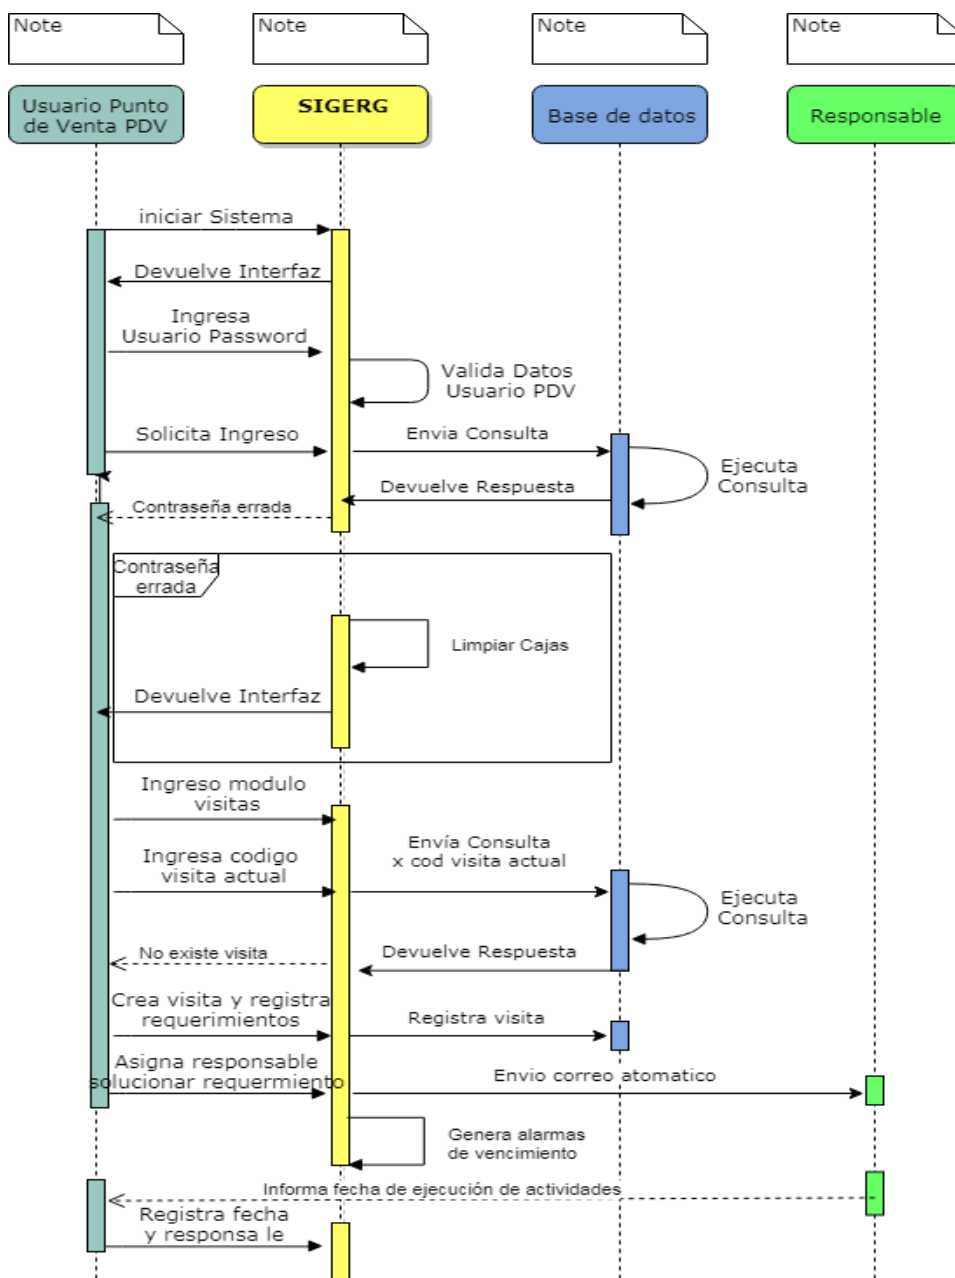 Note
Note
Note
Note
Usuario Punto
de Venta PDV
SIGERG
Base de datos
Responsable
iniciar Sistema
Devuelve Interfaz
Ingresa
Usuario Password
Valida Datos
Usuario PDV
Solicita Ingreso
Envia Consulta
Ejecuta
Consulta
Devuelve Respuesta
Contraseña errada
Contraseña
errada
Limpiar Cajas
Devuelve Interfaz
Ingreso modulo
visitas
Ingresa codigo
visita actual
Envía Consulta
x cod visita actual
Ejecuta
Consulta
Devuelve Respuesta
No existe visita
Crea visita y registra
requerimientos
Registra visita
Asigna responsable
solucionar requermiento
Envio correo atomatico
Genera alarmas
de vencimiento
Informa fecha de ejecución de actividades
Registra fecha
y responsa le